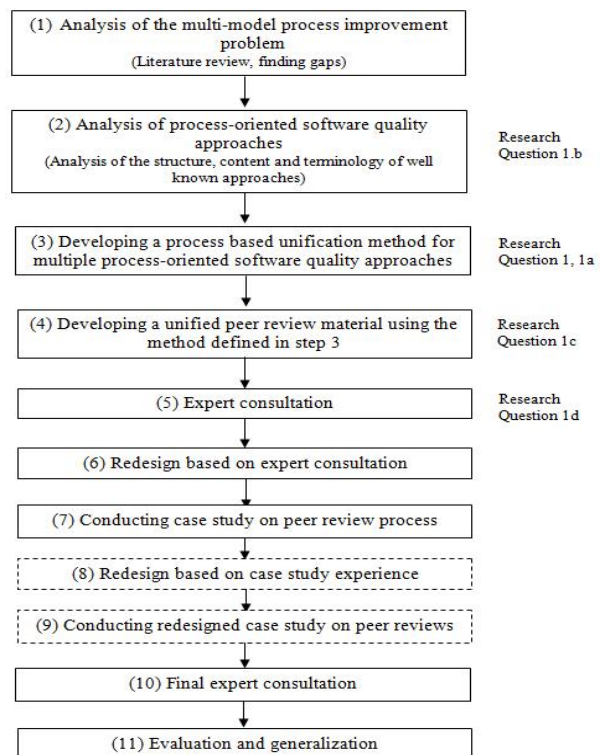 (1) Analysis of the multi-model process improvement
problem
(Literature review, finding gaps)
(2) Analysis of process-oriented software quality
approaches
(Analysis of the structure, content and terminology of well
known approaches)
Research
Question 1.b
(3) Developing a process based unification method for
multiple process-oriented software quality approaches
Research
Question 1, 1a
(4) Developing a unified peer review material using the
method defined in step 3
Research
Question 1c
(5) Expert consultation
Research
Question 1d
(6) Redesign based on expert consultation
(7) Conducting case study on peer review process
(8) Redesign based on case study experience
(9) Conducting redesigned case study on peer reviews
(10) Final expert consultation
(11) Evaluation and generalization